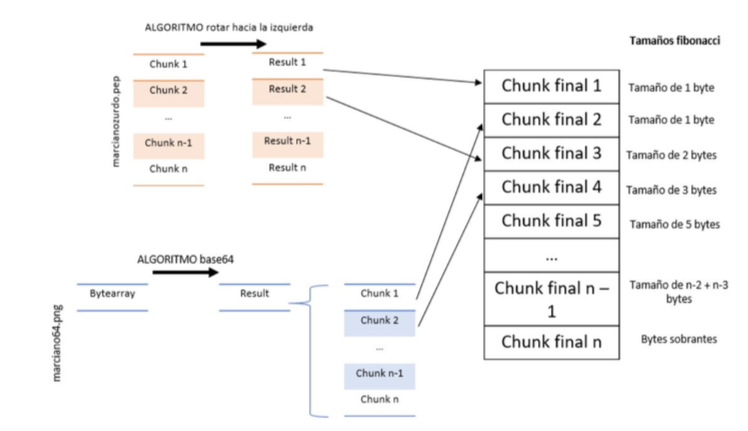 ALGORITMO rotar hacia la izquierda
marcianozurdo.pep
Chunk 1
Chunk 2
...
Chunk n-1
Chunk n
Result 1
Result 2
...
Result n-1
Result n
ALGORITMO base64
marciano64.png
Bytearray
Result
Chunk 1
Chunk 2
...
Chunk n-1
Chunk n
Tamaños fibonacci
Chunk final 1
Tamaño de 1 byte
Chunk final 2
Tamaño de 1 byte
Chunk final 3
Tamaño de 2 bytes
Chunk final 4
Tamaño de 3 bytes
Chunk final 5
Tamaño de 5 bytes
...
Chunk final n –
1
Tamaño de n-2 + n-3
bytes
Chunk final n
Bytes sobrantes